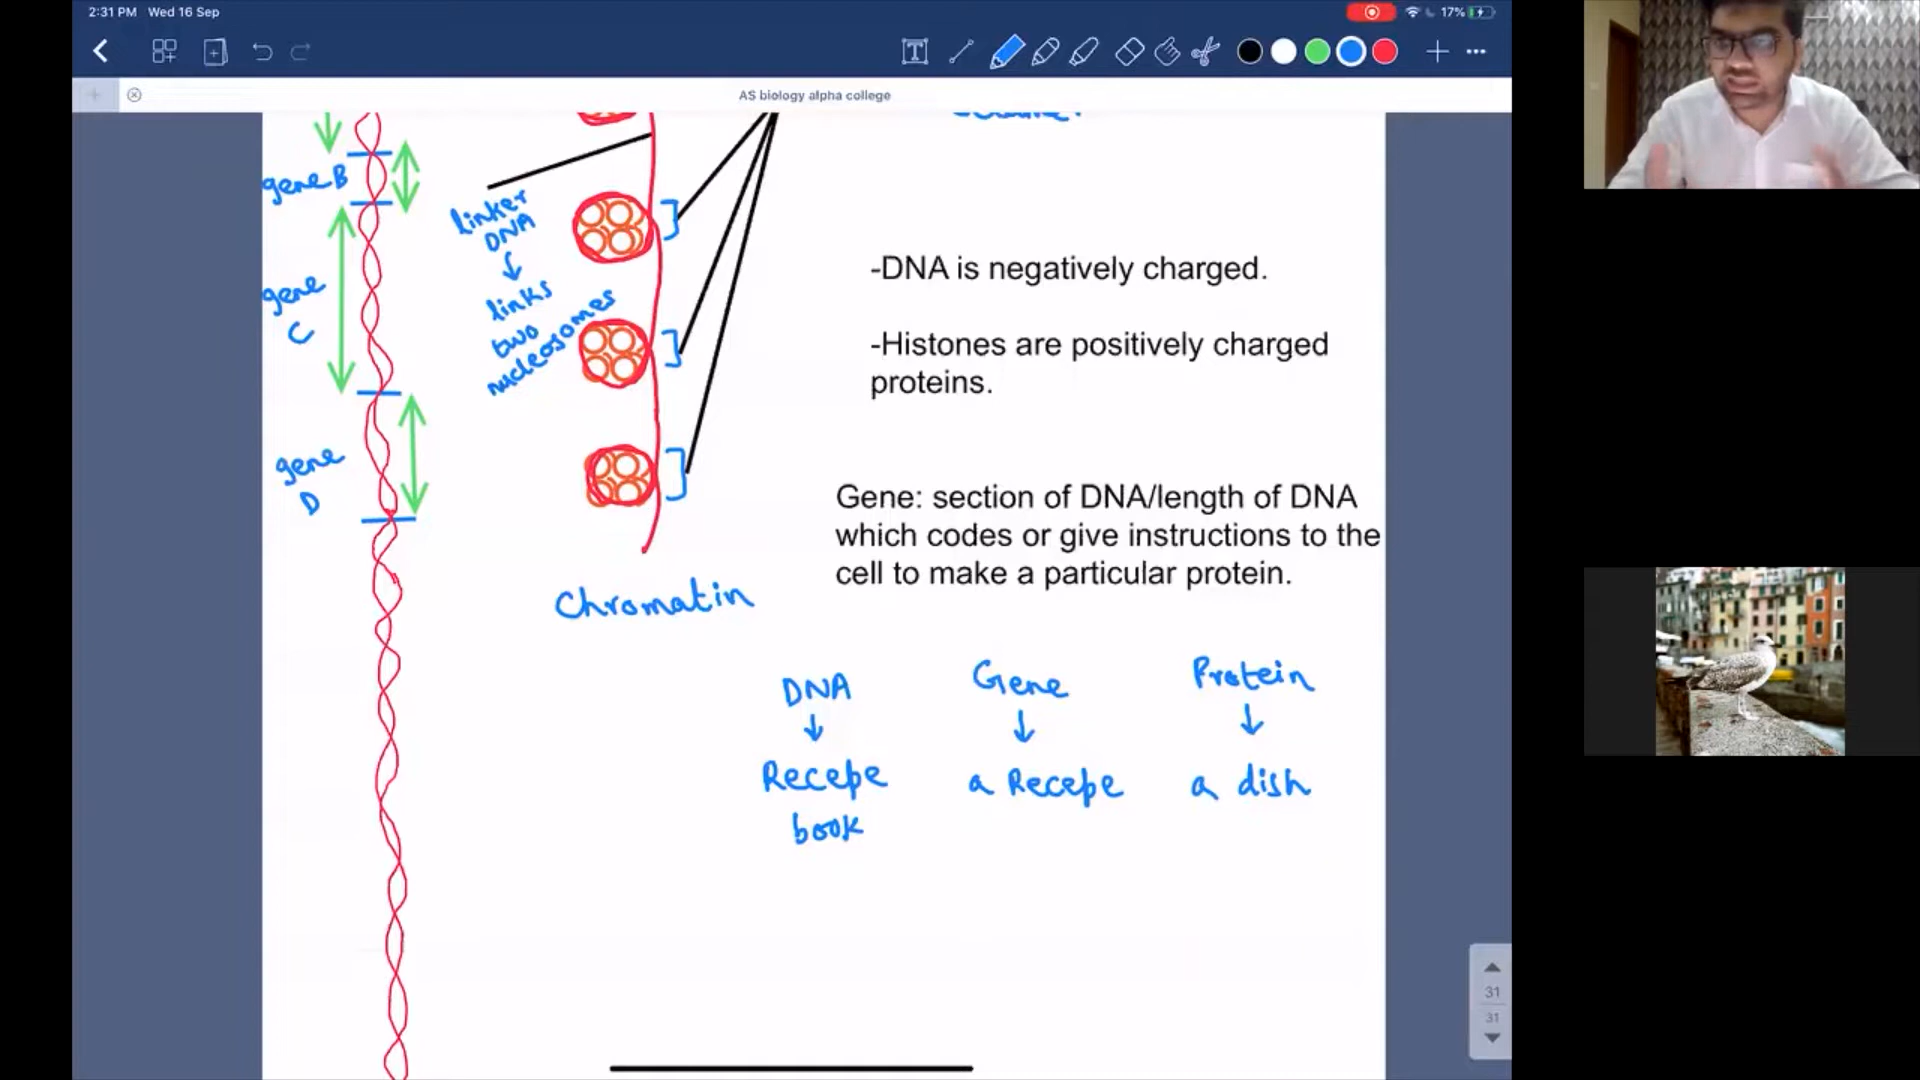 2:31 PM Wed 16 Sep
17%
AS biology alpha college
gene B
gene
C
gene
D
linker
DNA
links
two
nucleosomes
Chromatin
-DNA is negatively charged.
-Histones are positively charged
proteins.
Gene: section of DNA/length of DNA
which codes or give instructions to the
cell to make a particular protein.
DNA Gene Protein
Recepe a Recepe a dish
book
31
31